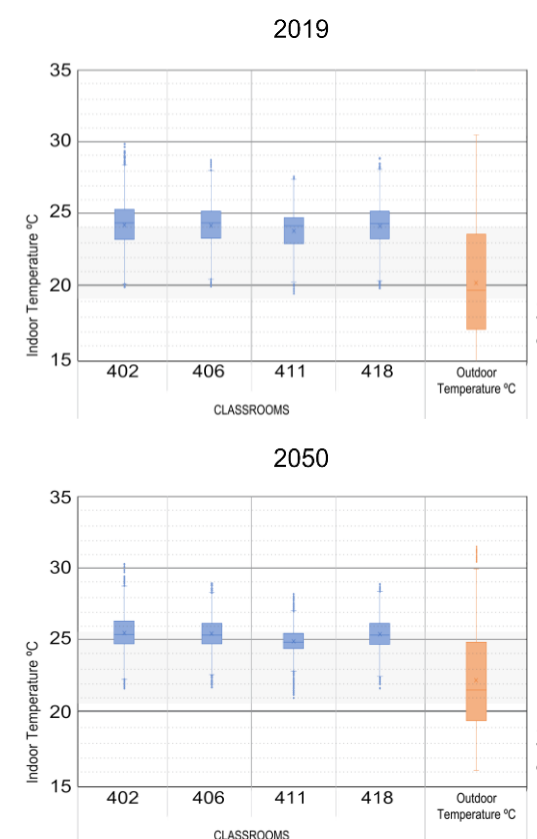 2019
Indoor Temperature ºC
35
30
25
20
15
402 406 411 418
Outdoor
Temperature ºC
CLASSROOMS
2050
Indoor Temperature ºC
35
30
25
20
15
402 406 411 418
Outdoor
Temperature ºC
CLASSROOMS